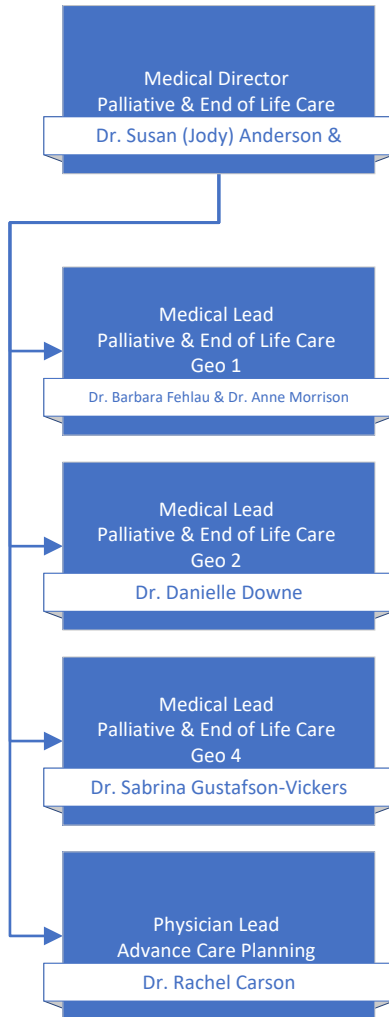 Medical Director
Palliative & End of Life Care
Dr. Susan (Jody) Anderson &
Medical Lead
Palliative & End of Life Care
Geo 1
Dr. Barbara Fehlau & Dr. Anne Morrison
Medical Lead
Palliative & End of Life Care
Geo 2
Dr. Danielle Downe
Medical Lead
Palliative & End of Life Care
Geo 4
Dr. Sabrina Gustafson-Vickers
Physician Lead
Advance Care Planning
Dr. Rachel Carson